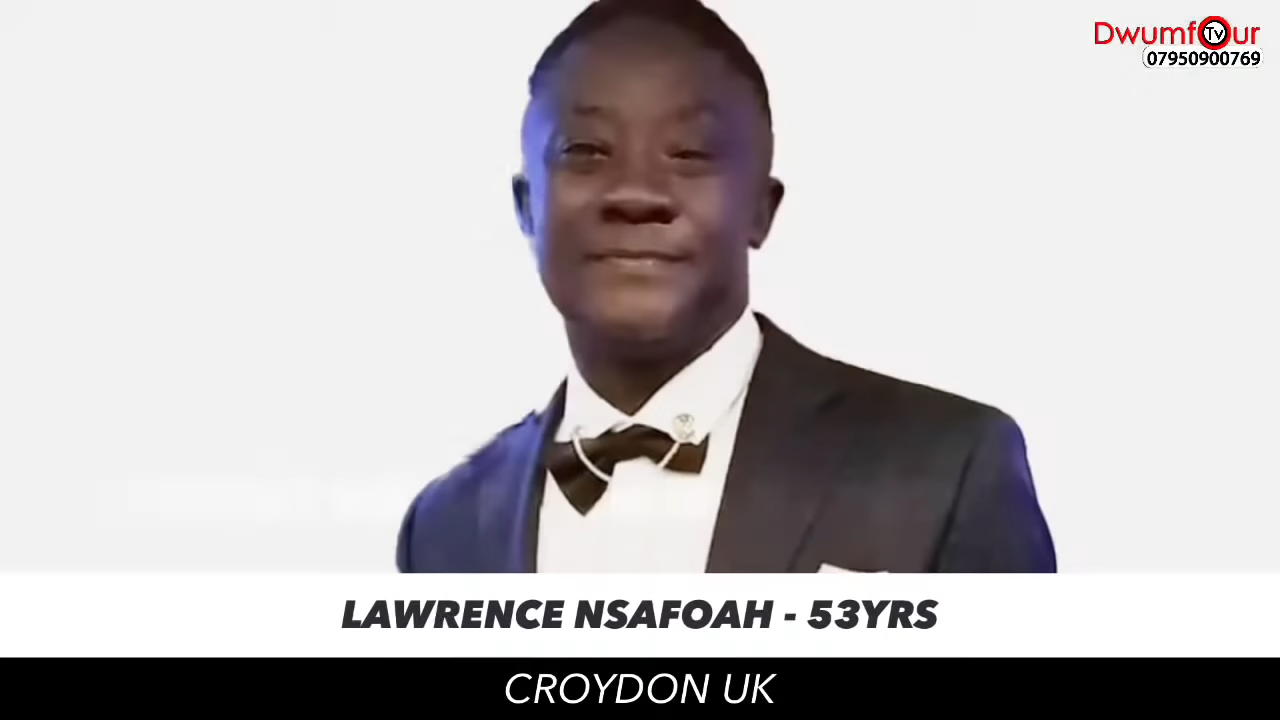 DwumfOur
Tv
07950900769
LAWRENCE NSAFOAH - 53YRS
CROYDON UK